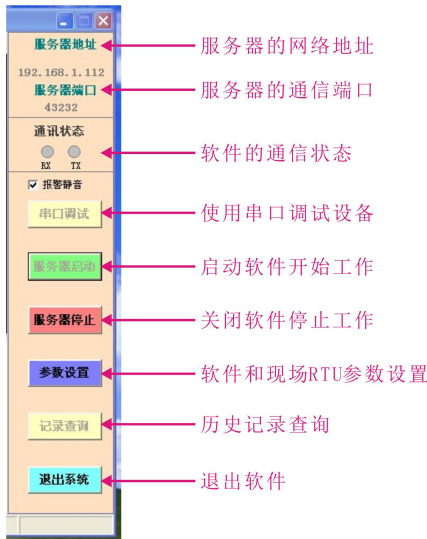 服务器地址 服务器的网络地址
192.168.1.112
服务器端口 服务器的通信端口
43232
通讯状态
RX TX 软件的通信状态
报警静音
串口调试 使用串口调试设备
服务器启动 启动软件开始工作
服务器停止 关闭软件停止工作
参数设置 软件和现场RTU参数设置
记录查询 历史记录查询
退出系统 退出软件